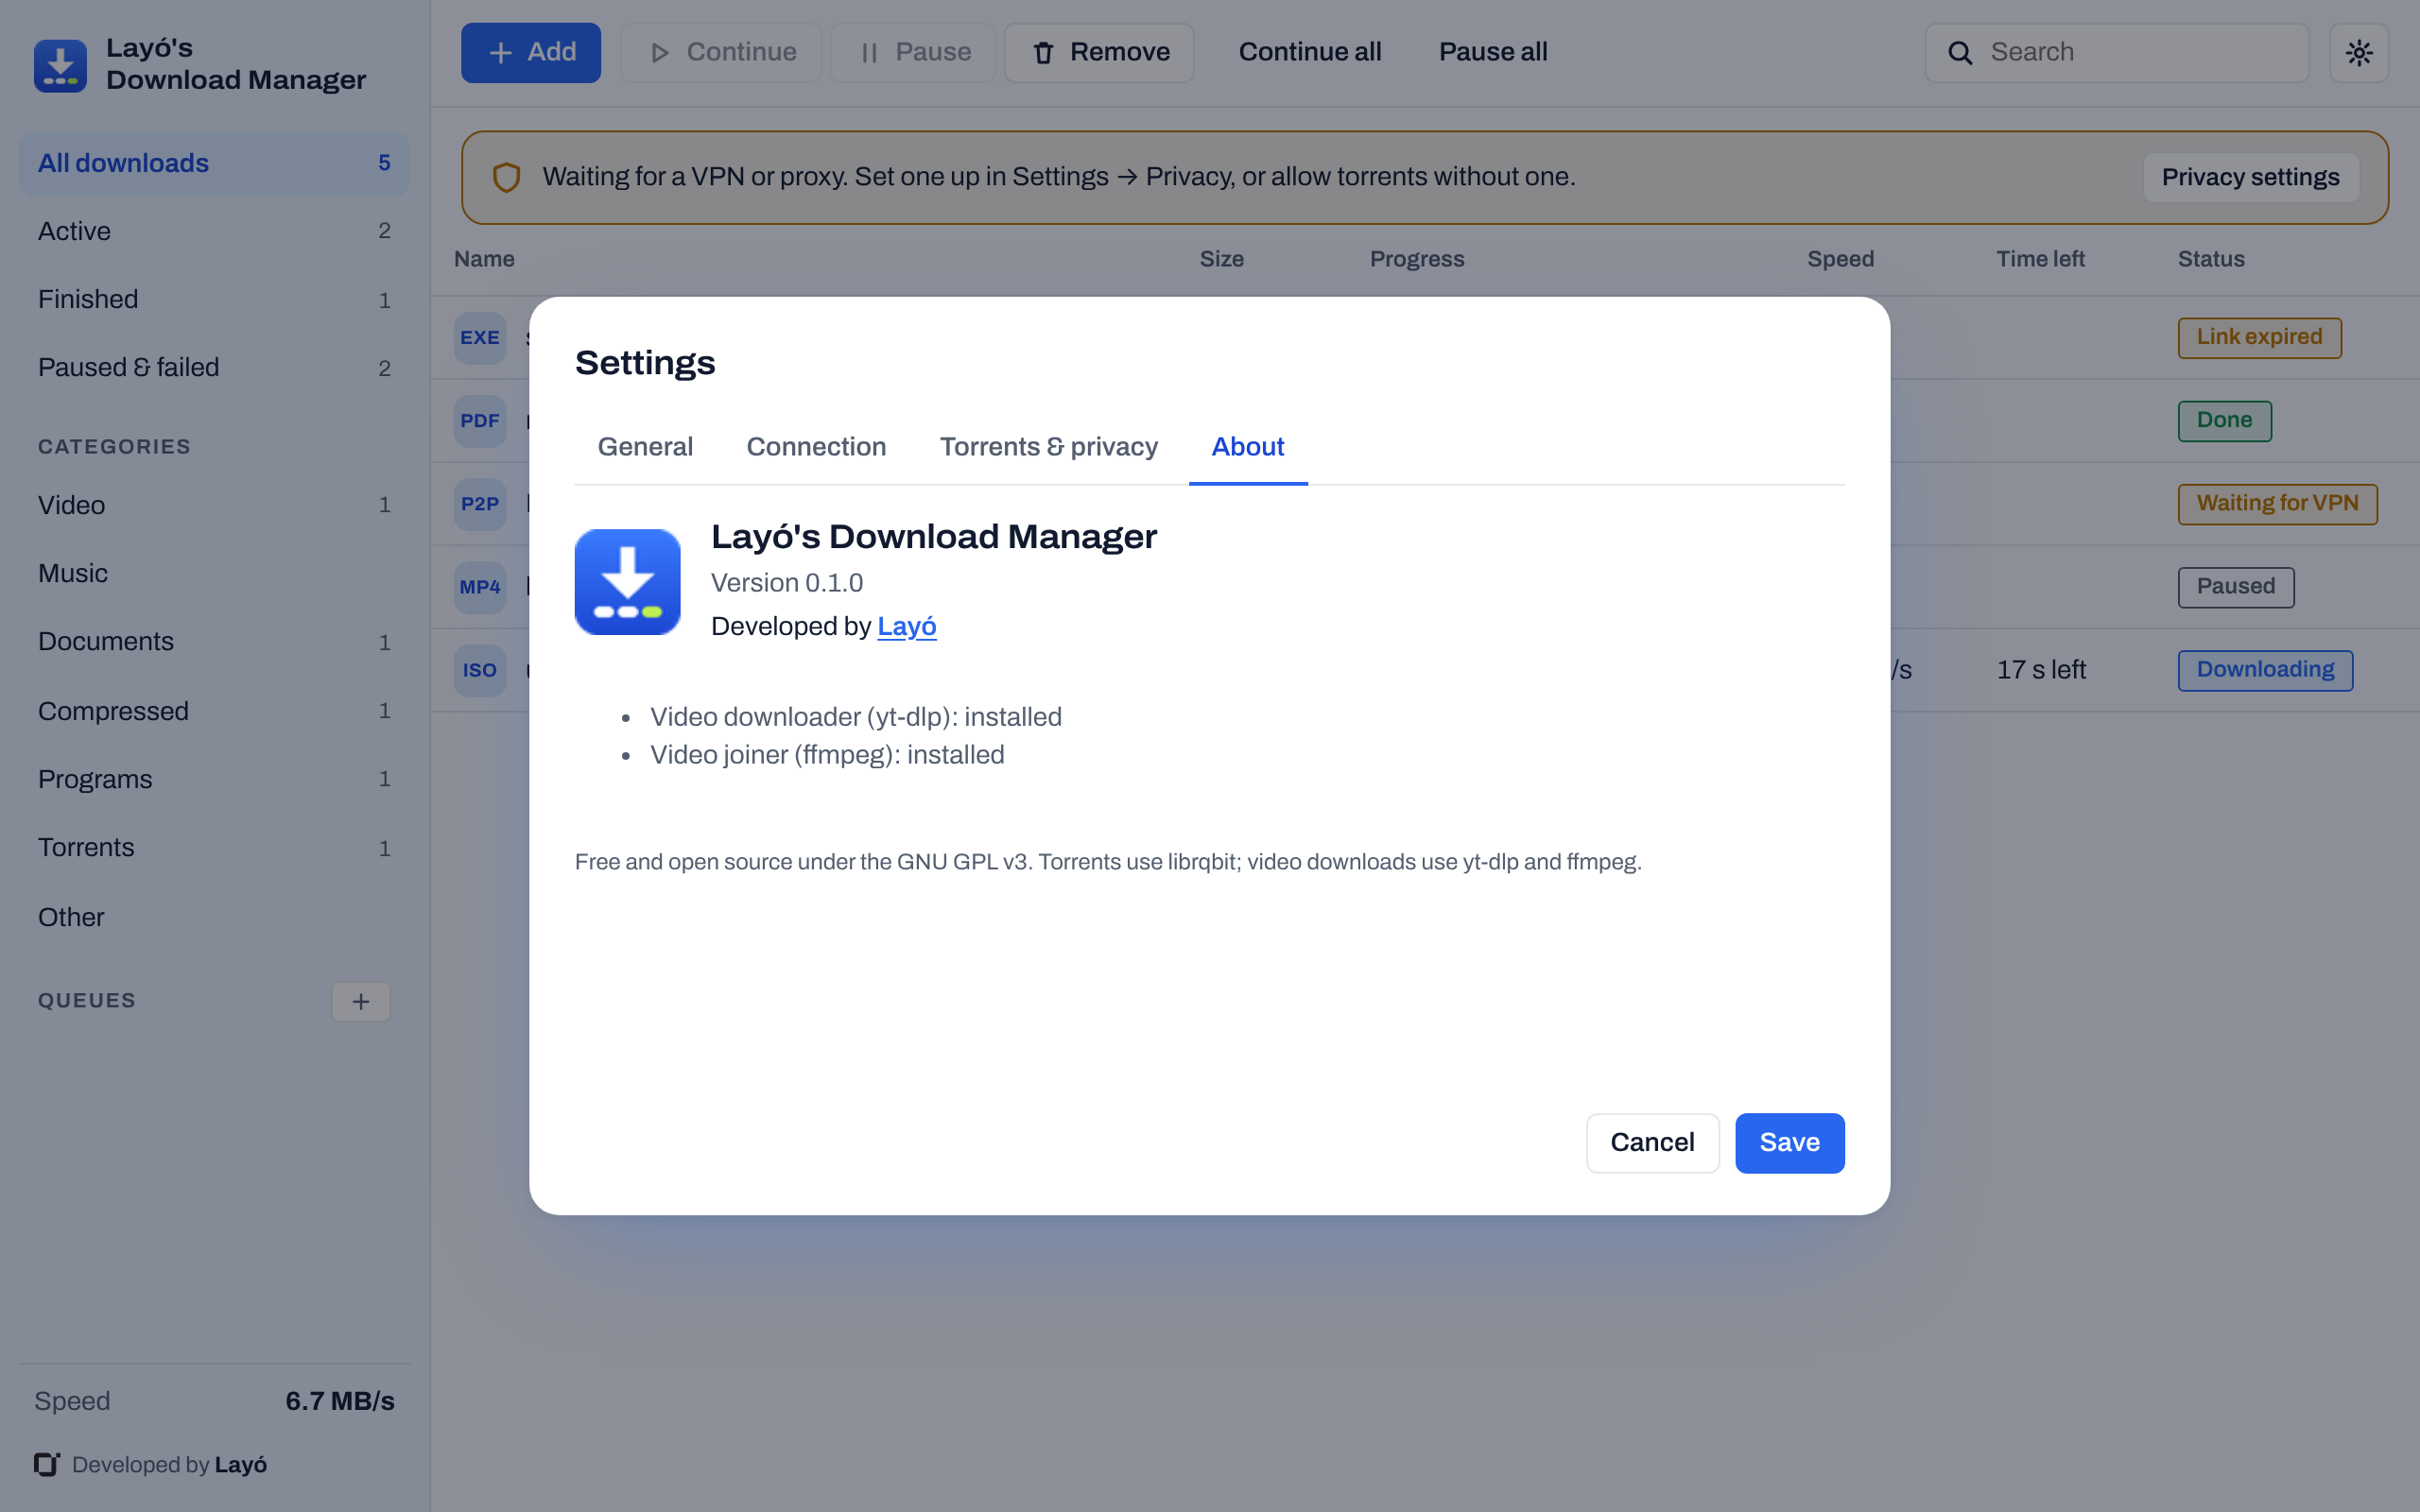 Layó's
Download Manager
All downloads 5
Active 2
Finished 1
Paused & failed 2
CATEGORIES
Video 1
Music
Documents 1
Compressed 1
Programs 1
Torrents 1
Other
QUEUES
Speed 6.7 MB/s
Developed by Layó
Add Continue Pause Remove Continue all Pause all Search
Waiting for a VPN or proxy. Set one up in Settings → Privacy, or allow torrents without one. Privacy settings
Name Size Progress Speed Time left Status
EXE Link expired
PDF Done
P2P Waiting for VPN
MP4 Paused
ISO /s 17 s left Downloading
Settings
General Connection Torrents & privacy About
Layó's Download Manager
Version 0.1.0
Developed by Layó
• Video downloader (yt-dlp): installed
• Video joiner (ffmpeg): installed
Free and open source under the GNU GPL v3. Torrents use librqbit; video downloads use yt-dlp and ffmpeg.
Cancel Save